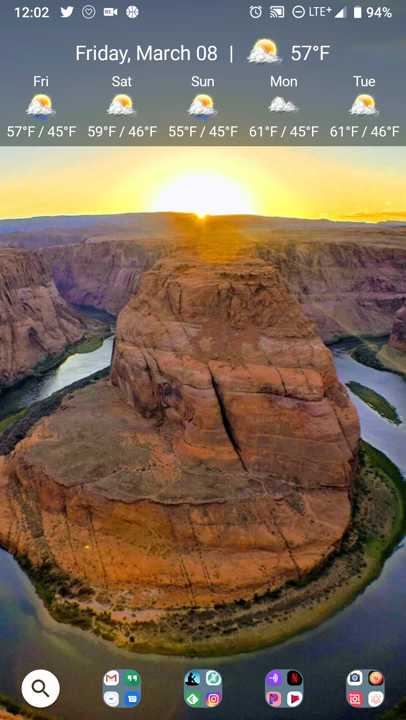 12:02 LTE+ 94%
Friday, March 08 | 57°F
Fri Sat Sun Mon Tue
57°F / 45°F 59°F / 46°F 55°F / 45°F 61°F / 45°F 61°F / 46°F